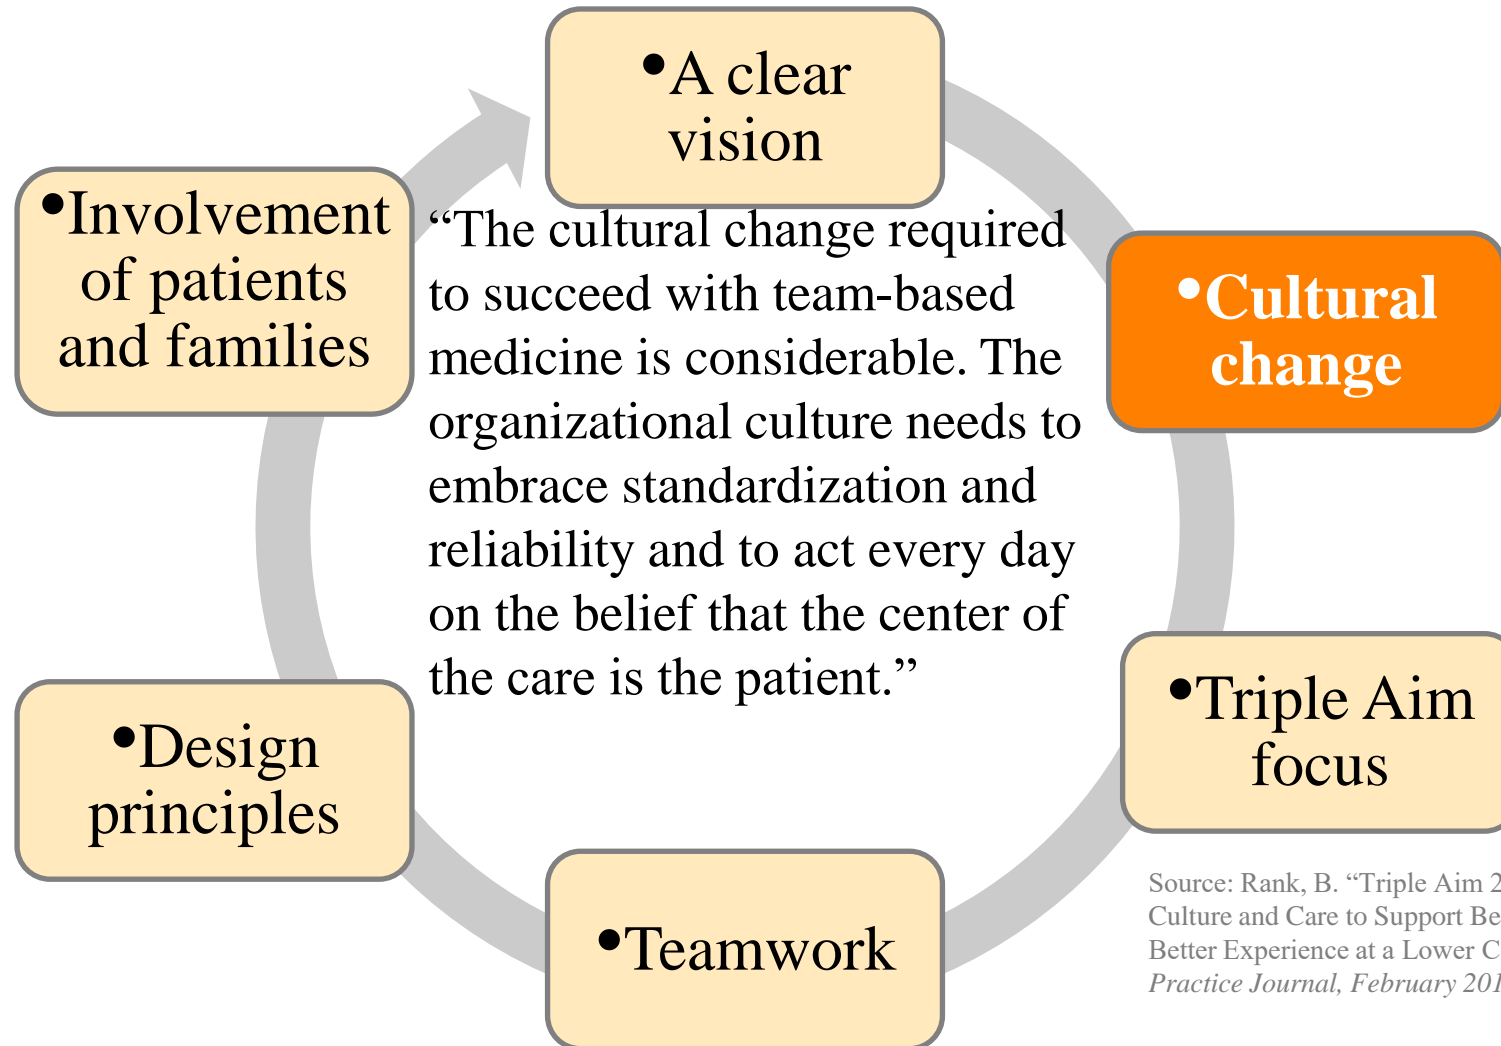 •A clear
vision
•Involvement
of patients
and families
“The cultural change required
to succeed with team-based
medicine is considerable. The
organizational culture needs to
embrace standardization and
reliability and to act every day
on the belief that the center of
the care is the patient.”
•Cultural
change
•Triple Aim
focus
•Design
principles
•Teamwork
Source: Rank, B. “Triple Aim
Culture and Care to Support
Better Experience at a Lower
Practice Journal, February